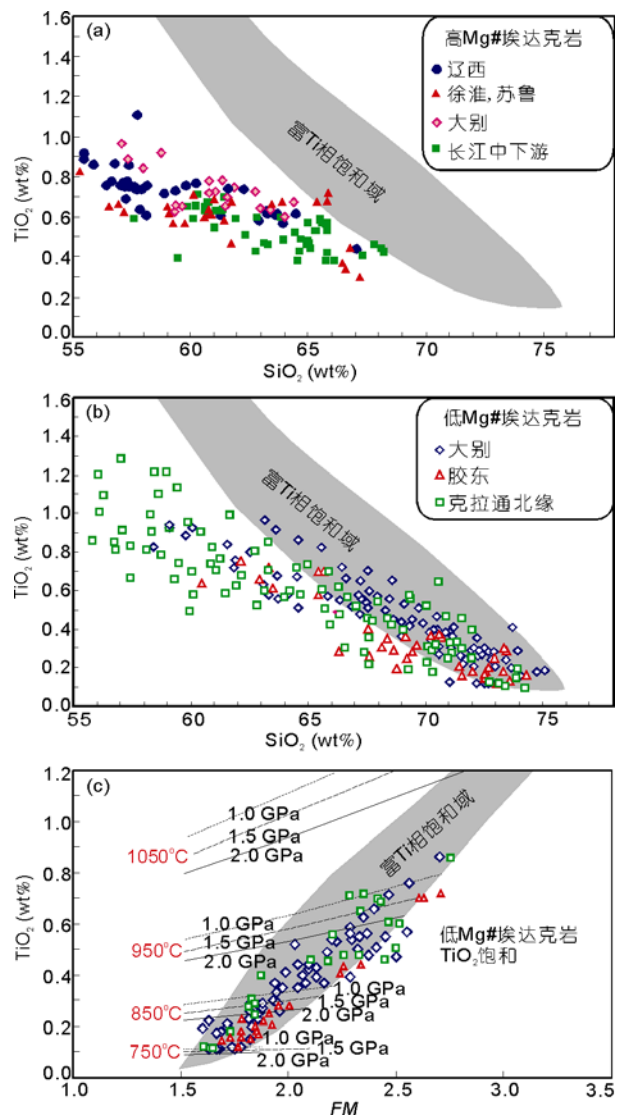 (a)
高Mg#埃达克岩
辽西
徐淮,苏鲁
大别
长江中下游
富Ti相饱和域
TiO₂ (wt%)
1.6
1.4
1.2
1.0
0.8
0.6
0.4
0.2
0.0
55 60 65 70 75
SiO₂ (wt%)
(b)
低Mg#埃达克岩
大别
胶东
克拉通北缘
富Ti相饱和域
TiO₂ (wt%)
1.6
1.4
1.2
1.0
0.8
0.6
0.4
0.2
0.0
55 60 65 70 75
SiO₂ (wt%)
(c)
富Ti相饱和域
1.0 GPa
1.5 GPa
2.0 GPa
1050°C
1.0 GPa
1.5 GPa
2.0 GPa
950°C
低Mg#埃达克岩
TiO₂饱和
1.0 GPa
1.5 GPa
2.0 GPa
850°C
1.0 GPa
1.5 GPa
2.0 GPa
750°C
TiO₂ (wt%)
1.2
1.0
0.8
0.6
0.4
0.2
0.0
1.0 1.5 2.0 2.5 3.0 3.5
FM